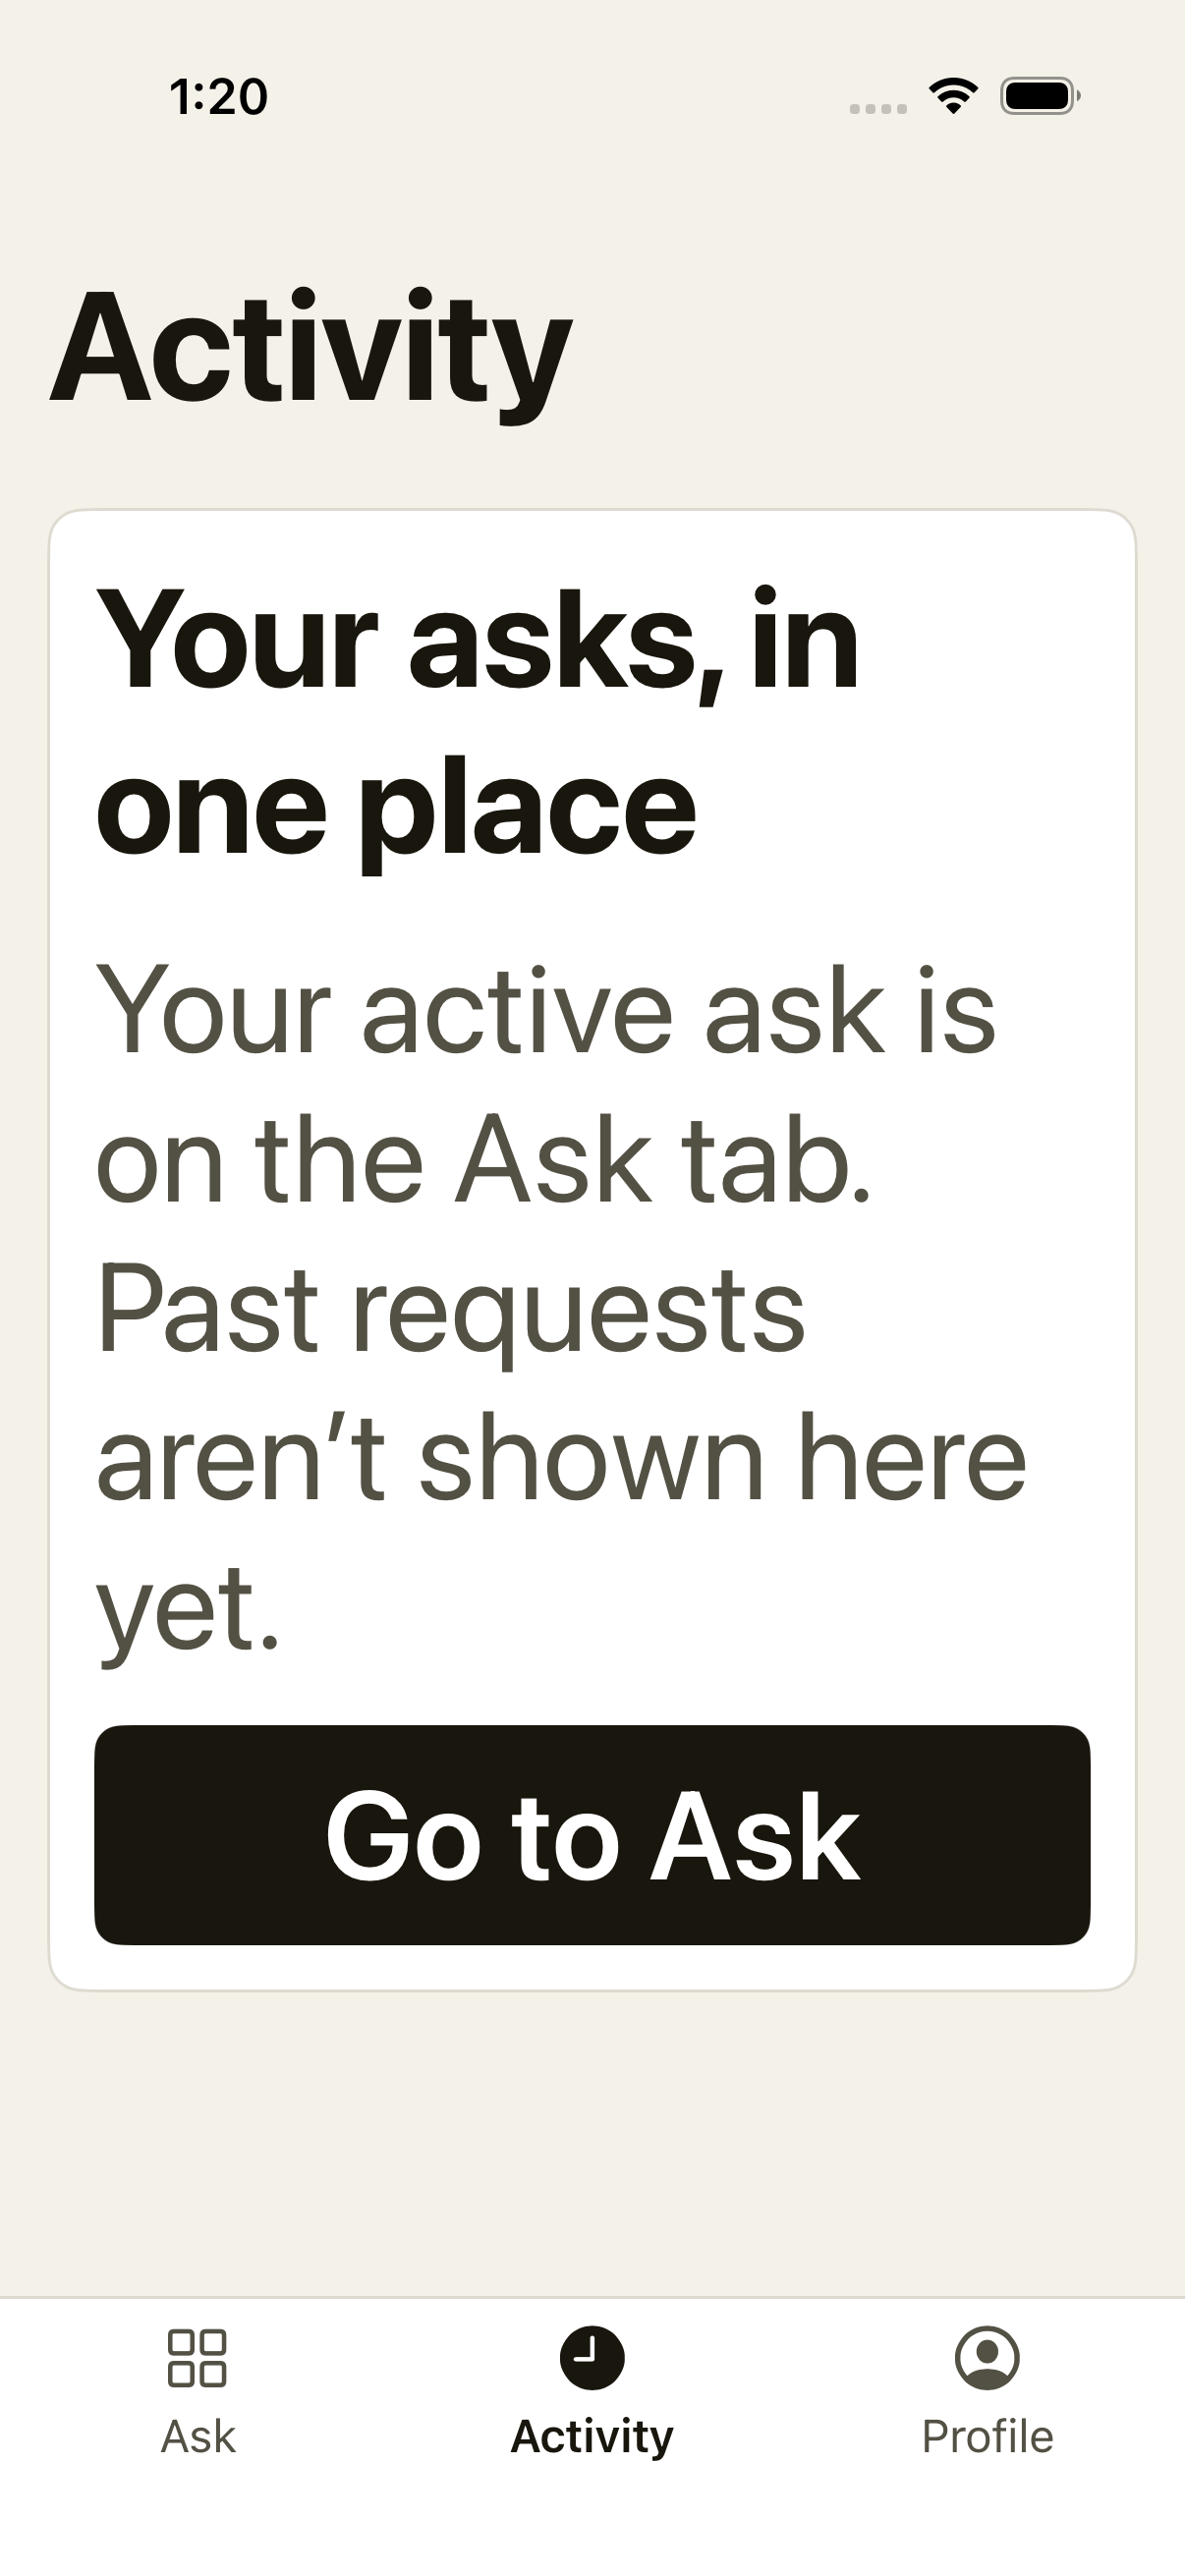 1:20
Activity
Your asks, in
one place
Your active ask is
on the Ask tab.
Past requests
aren’t shown here
yet.
Go to Ask
Ask
Activity
Profile